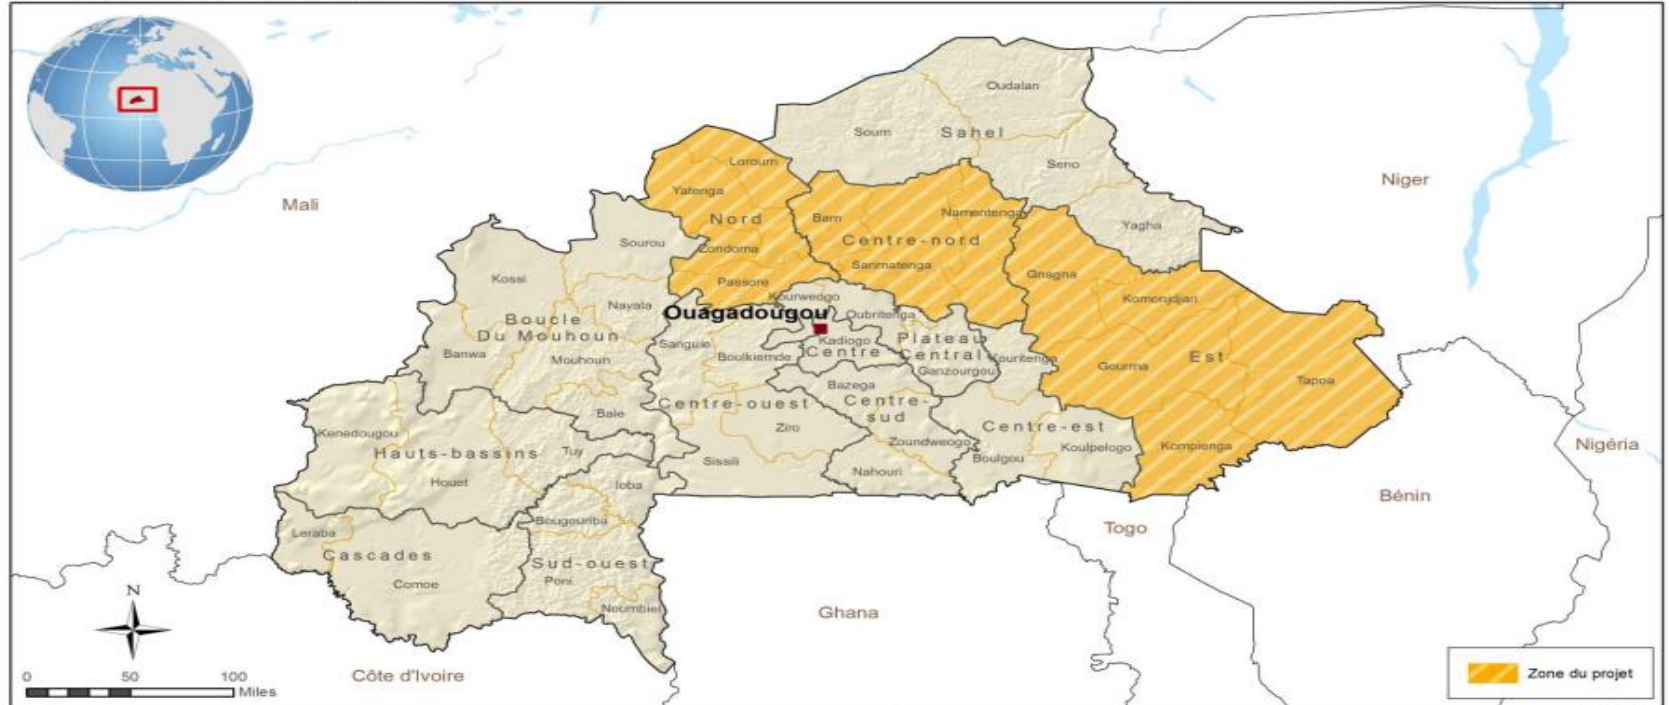 Oudalan
Soum
Sahel
Seno
Loroum
Mali
Niger
Yatenga
Nord
Bam
Namentenga
Yagha
Sourou
Zondoma
Centre-nord
Sanmatenga
Gnagna
Kossi
Passore
Komondjari
Nayala
Kourweogo
Ouagadougou
Oubritenga
Boucle
Du Mouhoun
Sanguie
Kadiogo
Plateau
Central
Banwa
Mouhoun
Boulkiemde
Centre
Kouritenga
Est
Ganzourgou
Gourma
Tapoa
Bazega
Bale
Centre-ouest
Centre-
sud
Ziro
Centre-est
Kenedougou
Zoundweogo
Koulpelogo
Kompienga
Nigéria
Hauts-bassins
Tuy
Sissili
Boulgou
Nahouri
Houet
Ioba
Bénin
Bougouriba
Togo
Leraba
Cascades
Sud-ouest
Comoe
Poni
N
Noumbiel
Ghana
Côte d'Ivoire
0 50 100
Miles
Zone du projet